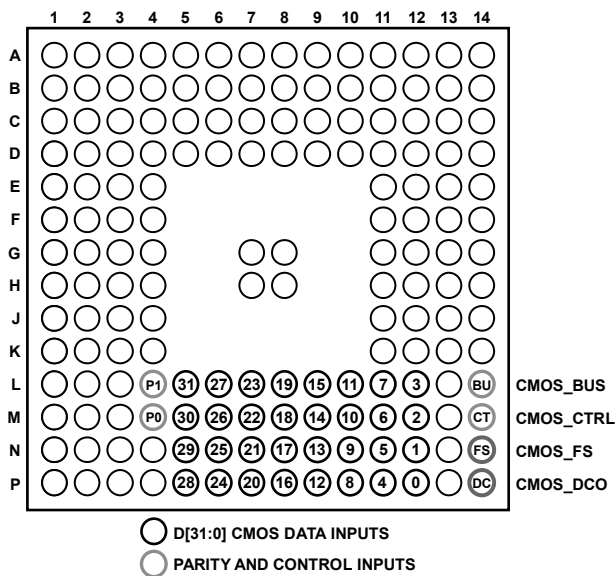 1 2 3 4 5 6 7 8 9 10 11 12 13 14
A
B
C
D
E
F
G
H
J
K
L P1 31 27 23 19 15 11 7 3 BU CMOS_BUS
M P0 30 26 22 18 14 10 6 2 CT CMOS_CTRL
N 29 25 21 17 13 9 5 1 FS CMOS_FS
P 28 24 20 16 12 8 4 0 DC CMOS_DCO
D[31:0] CMOS DATA INPUTS
PARITY AND CONTROL INPUTS